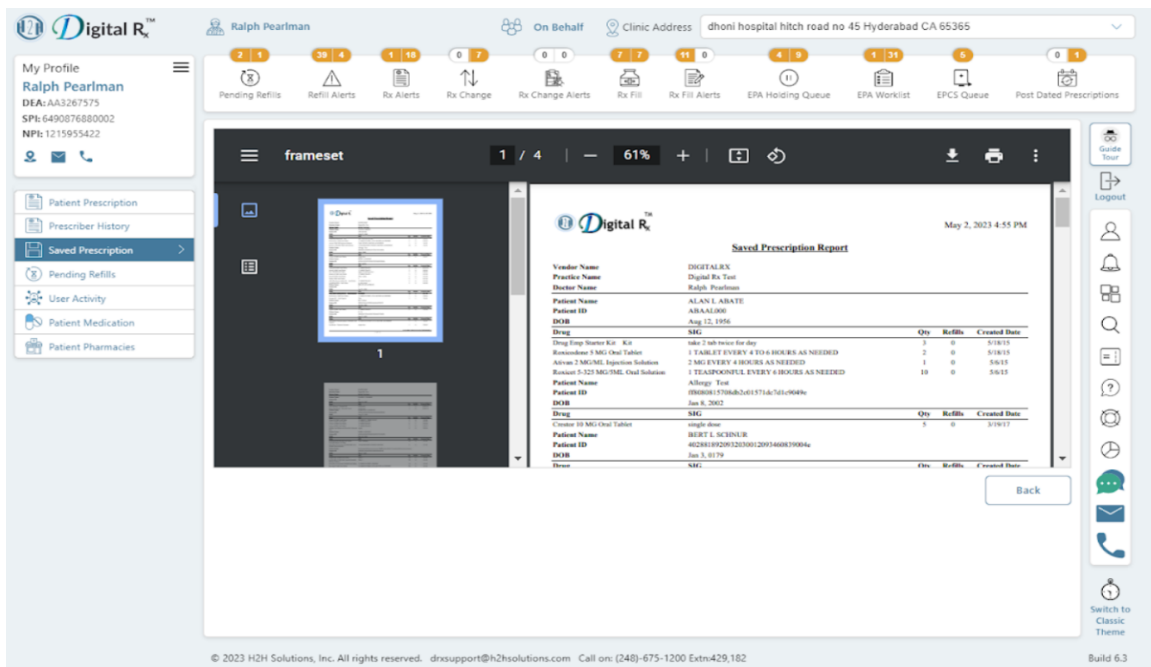 H2H Digital Rx™
Ralph Pearlman
On Behalf
Clinic Address
dhoni hospital hitch road no 45 Hyderabad CA 65365
My Profile
Ralph Pearlman
DEA: AA3267575
SPI: 6490876880002
NPI: 1215955422
2 1
Pending Refills
39 4
Refill Alerts
1 18
Rx Alerts
0 7
Rx Change
0 0
Rx Change Alerts
7 7
Rx Fill
11 0
Rx Fill Alerts
4 9
EPA Holding Queue
1 31
EPA Worklist
6
EPCS Queue
0 1
Post Dated Prescriptions
Patient Prescription
Prescriber History
Saved Prescription
Pending Refills
User Activity
Patient Medication
Patient Pharmacies
frameset
1 / 4 | — 61% + |
1
Digital Rx™
May 2, 2023 4:55 PM
Saved Prescription Report
Vendor Name DIGITALRX
Practice Name Digital Rx Test
Doctor Name Ralph Pearlman
Patient Name ALAN L ABATE
Patient ID ABAAL000
DOB Aug 12, 1956
Drug SIG Qty Refills Created Date
Drug Emp Starter Kit Kit take 2 tab twice for day 3 0 5/18/15
Roxicodone 5 MG Oral Tablet 1 TABLET EVERY 4 TO 6 HOURS AS NEEDED 2 0 5/18/15
Ativan 2 MG/ML Injection Solution 2 MG EVERY 4 HOURS AS NEEDED 1 0 5/6/15
Roxicet 5-325 MG/5ML Oral Solution 1 TEASPOONFUL EVERY 6 HOURS AS NEEDED 10 0 5/6/15
Patient Name Allergy Test
Patient ID
DOB Jan 8, 2002
Drug SIG Qty Refills Created Date
Crestor 10 MG Oral Tablet single dose 5 0 3/19/17
Patient Name BERT L SCHNUR
Patient ID
DOB Jan 3, 0179
Drug SIG Qty Refills Created Date
Back
Guide Tour
Logout
Switch to Classic Theme
© 2023 H2H Solutions, Inc. All rights reserved. drxsupport@h2hsolutions.com Call on: (248)-675-1200 Extn:429,182
Build 6.3